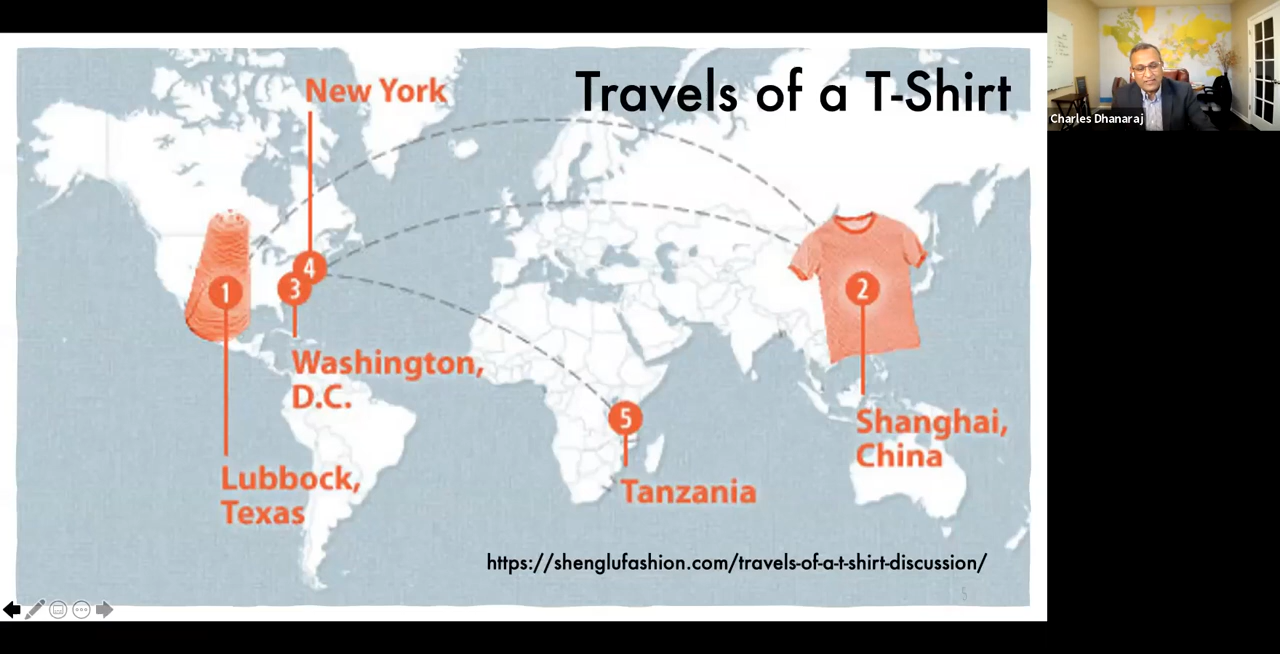 Travels of a T-Shirt
New York
1
4
3
2
Washington,
D.C.
5
Shanghai,
China
Lubbock,
Texas
Tanzania
https://shenglufashion.com/travels-of-a-t-shirt-discussion/
5
Charles Dhanaraj